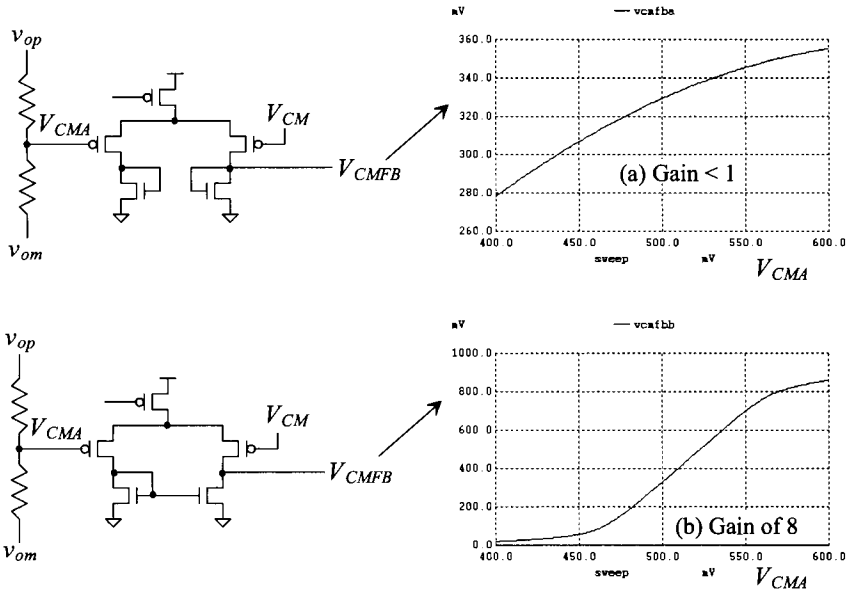 v_op
V_CMA
V_CM
V_CMFB
v_om
mV
vcmfba
360.0
340.0
320.0
300.0
280.0
260.0
(a) Gain < 1
400.0 450.0 500.0 550.0 600.0
sweep mV V_CMA
v_op
V_CMA
V_CM
V_CMFB
v_om
mV
vcmfbb
1000.0
800.0
600.0
400.0
200.0
0.0
(b) Gain of 8
400.0 450.0 500.0 550.0 600.0
sweep mV V_CMA